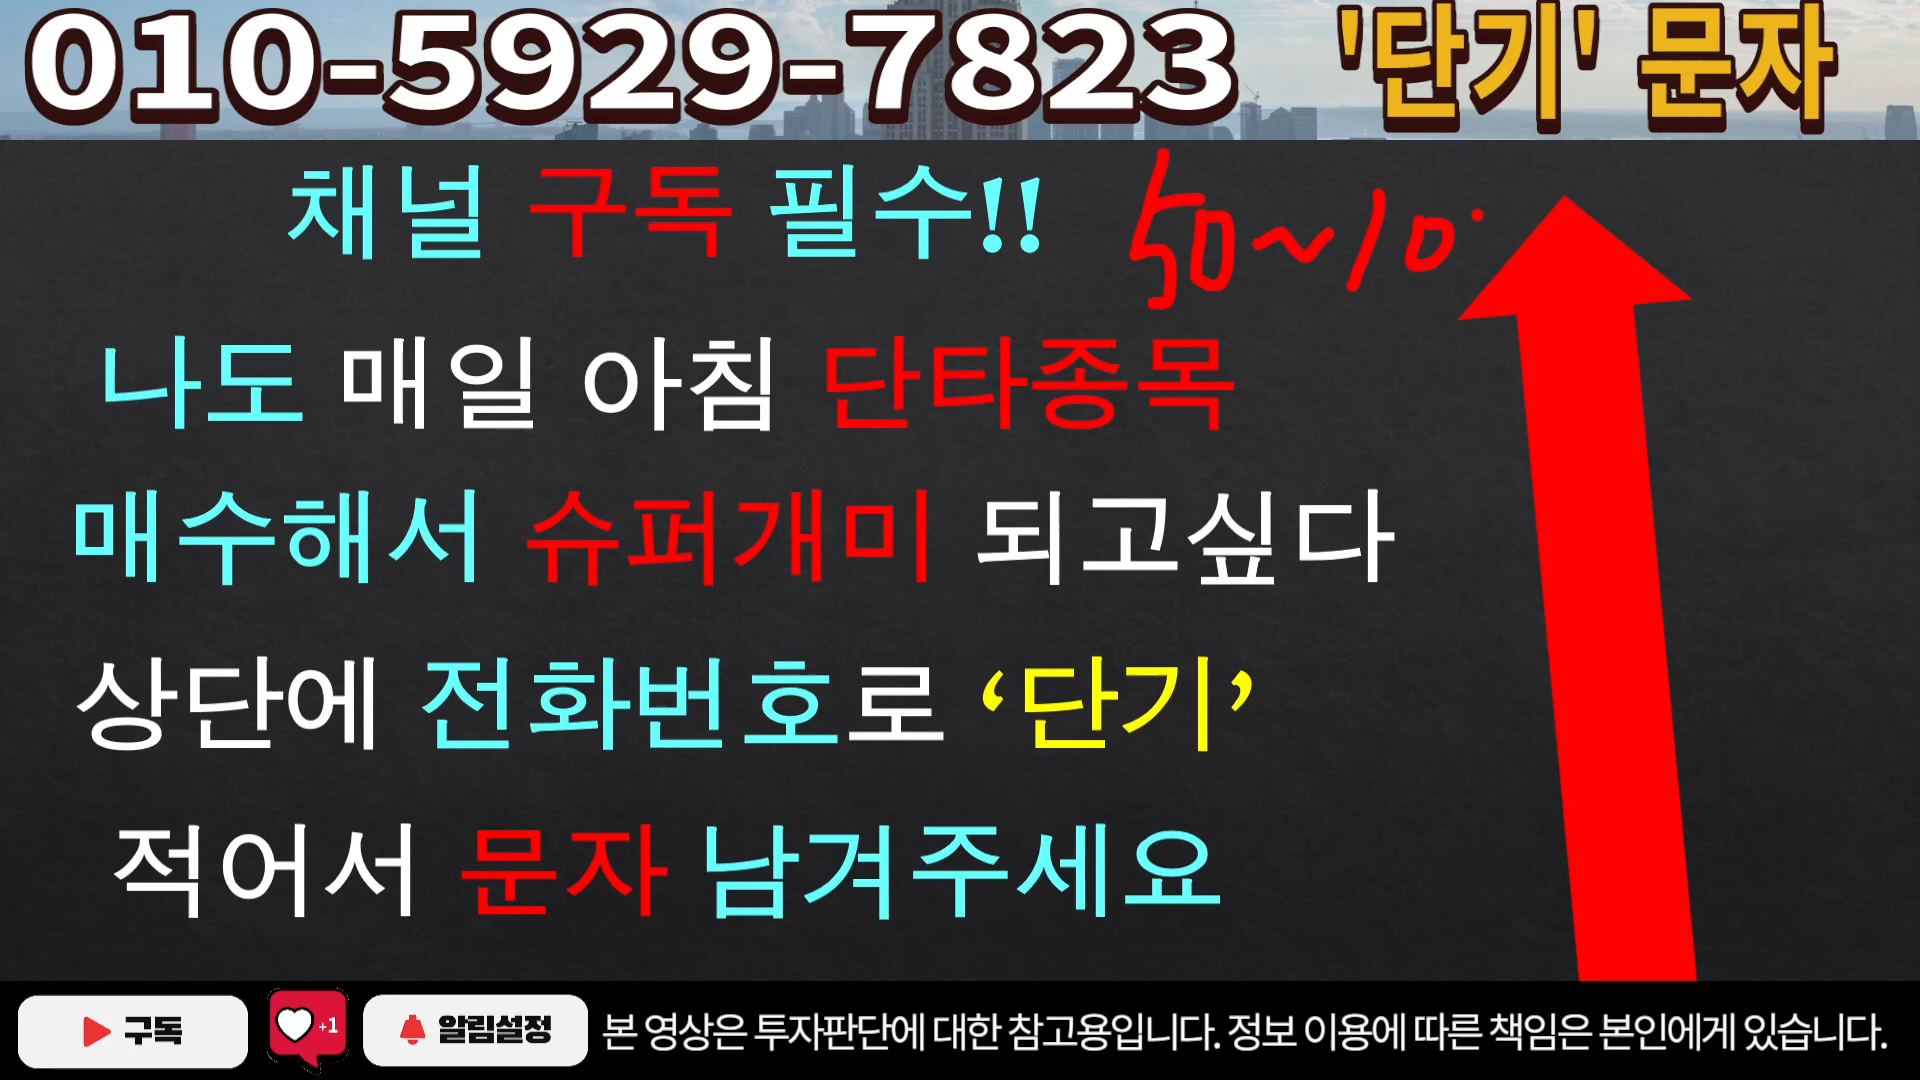 010-5929-7823 '단기' 문자
채널 구독 필수!! 50~10
나도 매일 아침 단타종목
매수해서 슈퍼개미 되고싶다
상단에 전화번호로 ‘단기’
적어서 문자 남겨주세요
구독 +1 알림설정 본 영상은 투자판단에 대한 참고용입니다. 정보 이용에 따른 책임은 본인에게 있습니다.